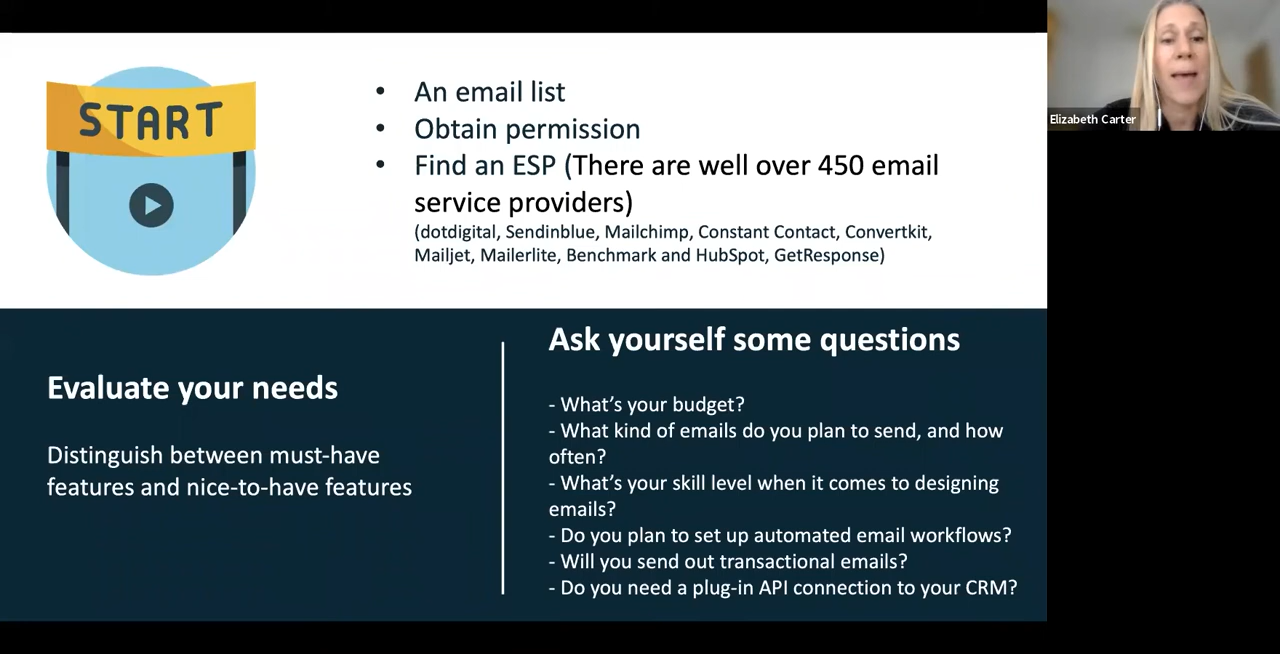 START
• An email list
• Obtain permission
• Find an ESP (There are well over 450 email
service providers)
(dotdigital, Sendinblue, Mailchimp, Constant Contact, Convertkit,
Mailjet, Mailerlite, Benchmark and HubSpot, GetResponse)
Elizabeth Carter
Evaluate your needs
Distinguish between must-have
features and nice-to-have features
Ask yourself some questions
- What's your budget?
- What kind of emails do you plan to send, and how
often?
- What's your skill level when it comes to designing
emails?
- Do you plan to set up automated email workflows?
- Will you send out transactional emails?
- Do you need a plug-in API connection to your CRM?